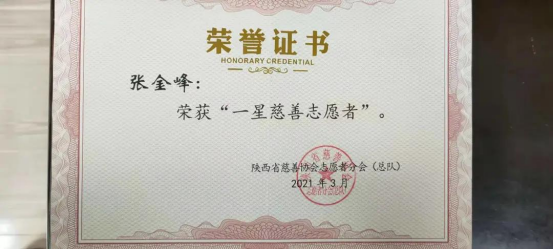 荣誉证书
HONORARY CREDENTIAL
张金峰：
荣获“一星慈善志愿者”。
陕西省慈善协会志愿者分会（总队）
2021年3月